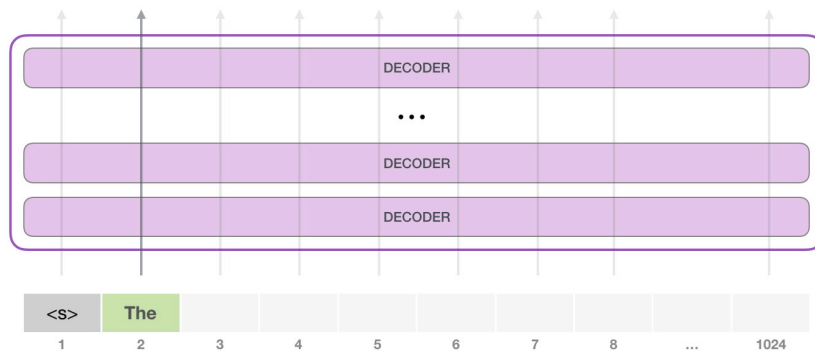 DECODER
...
DECODER
DECODER
<s> The
1 2 3 4 5 6 7 8 ... 1024